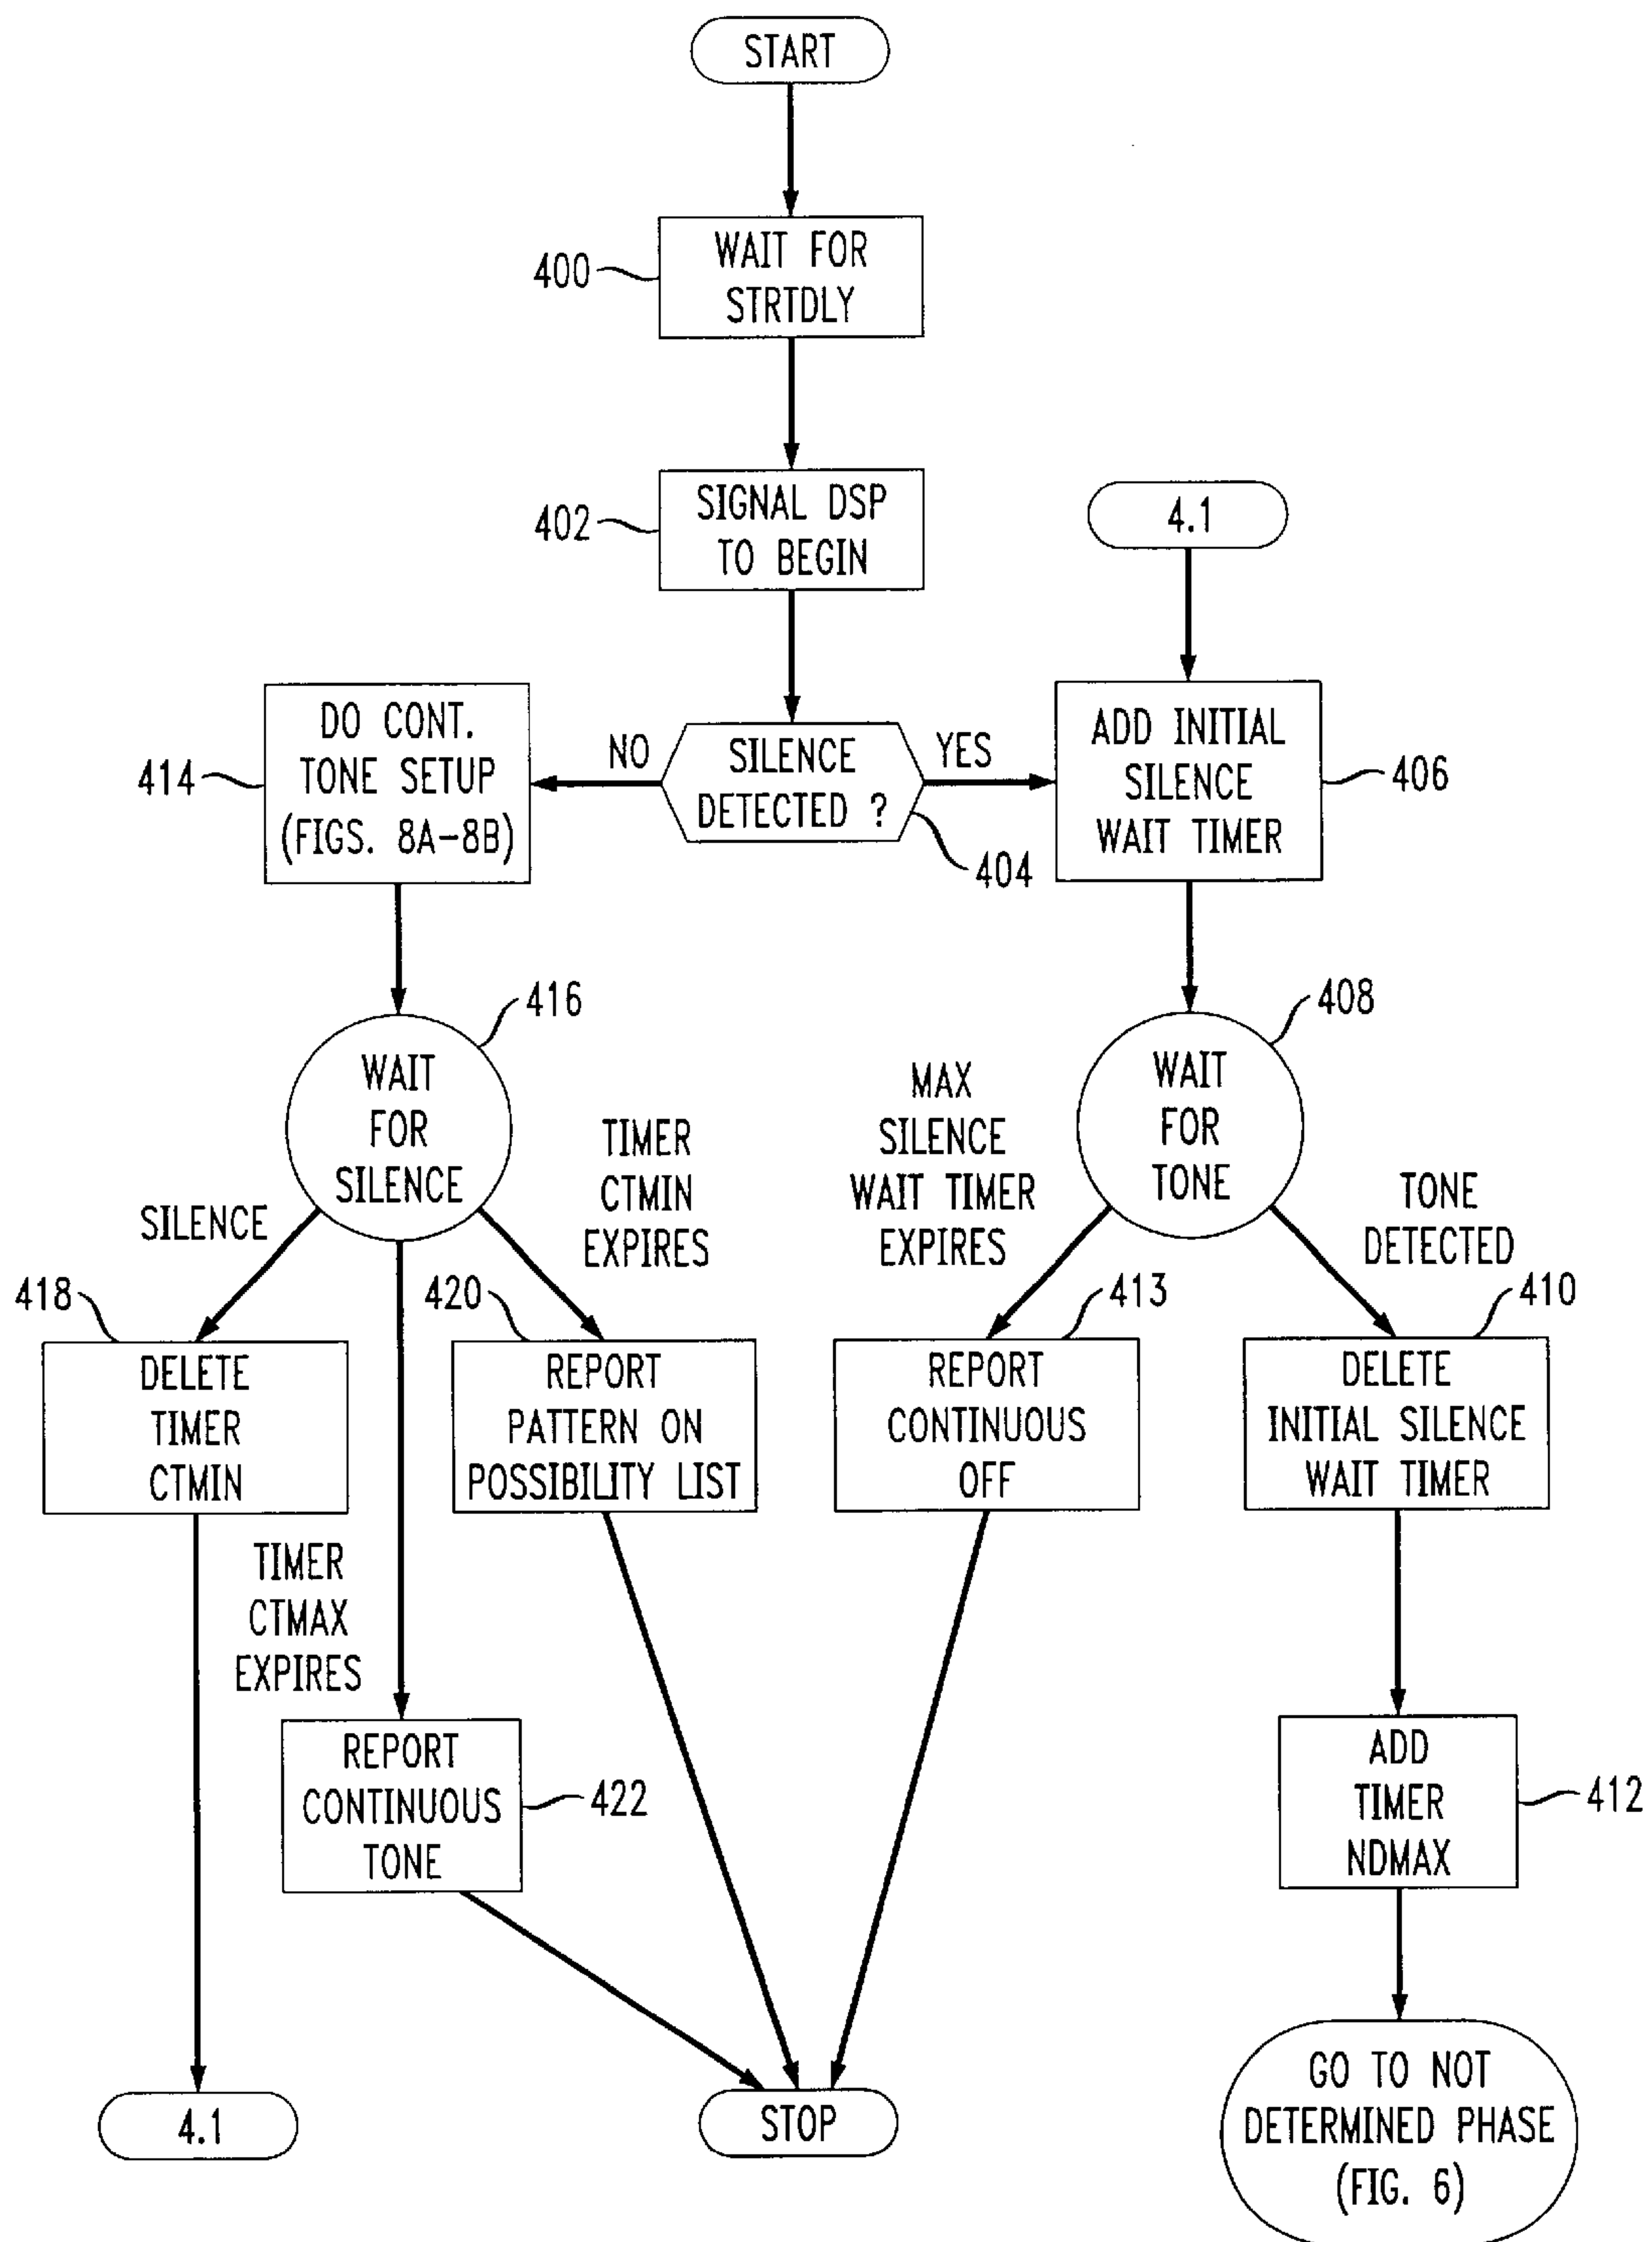 START
400
WAIT FOR
STRTDLY
402
SIGNAL DSP
TO BEGIN
4.1
414
DO CONT.
TONE SETUP
(FIGS. 8A-8B)
NO
SILENCE
DETECTED ?
YES
404
ADD INITIAL
SILENCE
WAIT TIMER
406
416
WAIT
FOR
SILENCE
408
WAIT
FOR
TONE
SILENCE
TIMER
CTMIN
EXPIRES
MAX
SILENCE
WAIT TIMER
EXPIRES
TONE
DETECTED
418
DELETE
TIMER
CTMIN
420
REPORT
PATTERN ON
POSSIBILITY LIST
413
REPORT
CONTINUOUS
OFF
410
DELETE
INITIAL SILENCE
WAIT TIMER
TIMER
CTMAX
EXPIRES
REPORT
CONTINUOUS
TONE
422
ADD
TIMER
NDMAX
412
4.1
STOP
GO TO NOT
DETERMINED PHASE
(FIG. 6)